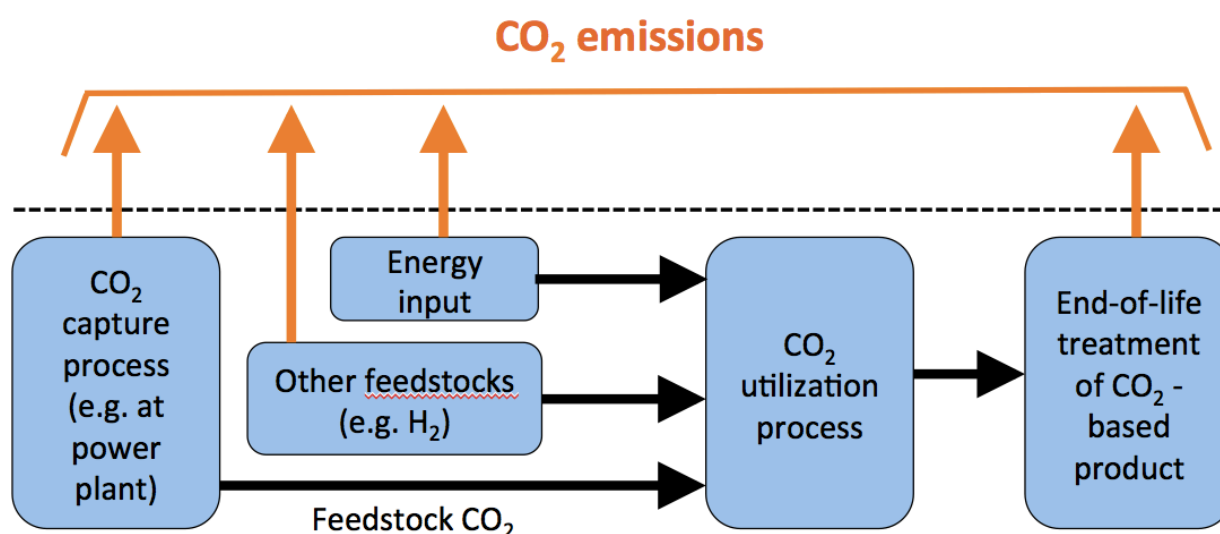 CO₂ emissions
CO₂
capture
process
(e.g. at
power
plant)
Energy
input
Other feedstocks
(e.g. H₂)
Feedstock CO₂
CO₂
utilization
process
End-of-life
treatment
of CO₂ -
based
product